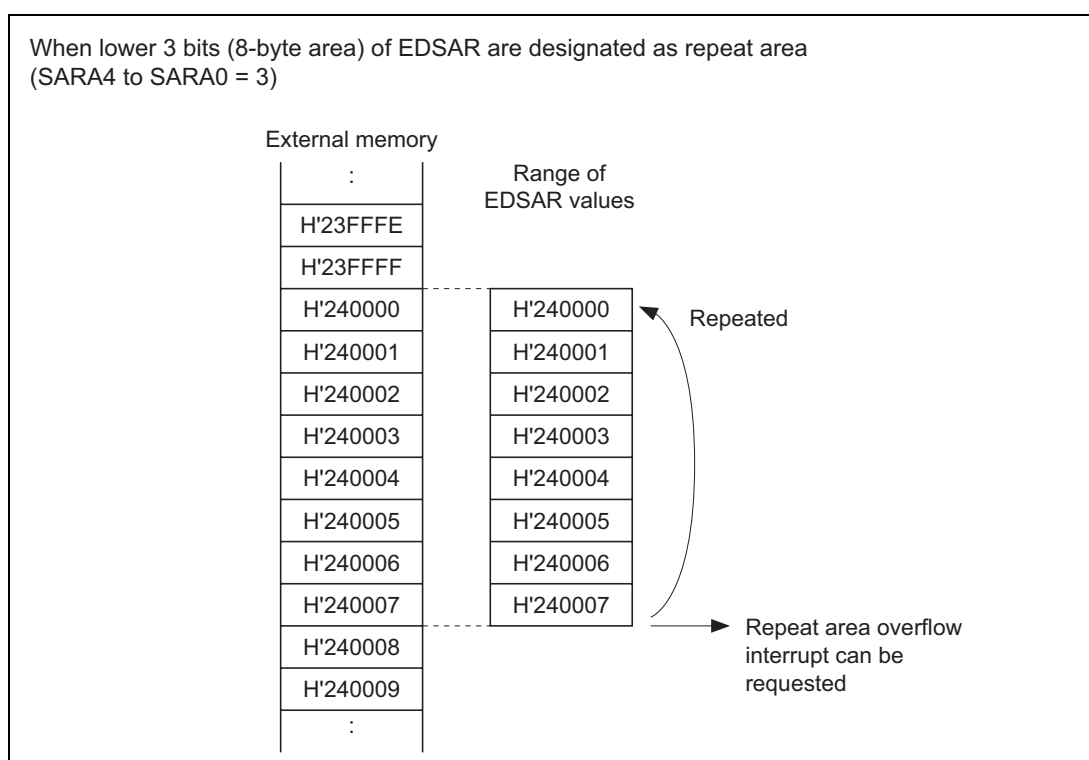 When lower 3 bits (8-byte area) of EDSAR are designated as repeat area
(SARA4 to SARA0 = 3)
External memory
:
H'23FFFE
H'23FFFF
H'240000
H'240001
H'240002
H'240003
H'240004
H'240005
H'240006
H'240007
H'240008
H'240009
:
Range of
EDSAR values
H'240000
H'240001
H'240002
H'240003
H'240004
H'240005
H'240006
H'240007
Repeated
Repeat area overflow
interrupt can be
requested